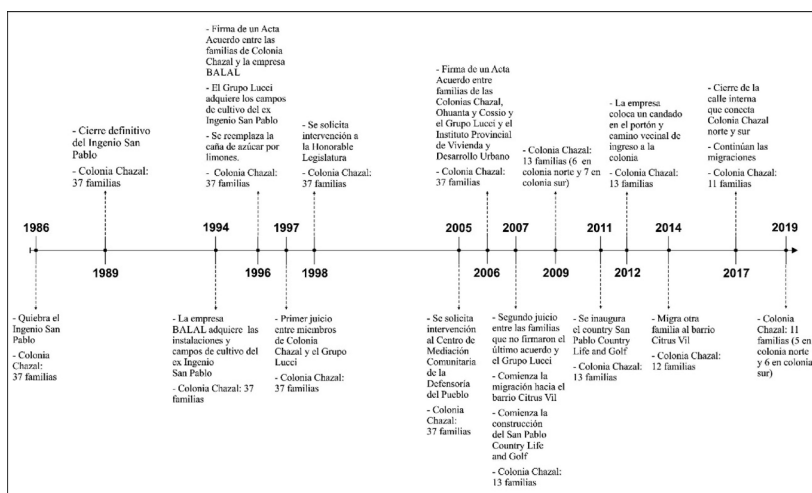 - Cierre definitivo
del Ingenio San
Pablo
- Colonia Chazal:
37 familias
- Firma de un Acta
Acuerdo entre las
familias de Colonia
Chazal y la empresa
BALAL
- El Grupo Lucci
adquiere los campos
de cultivo del ex
Ingenio San Pablo
- Se reemplaza la
caña de azúcar por
limones.
- Colonia Chazal:
37 familias
- Se solicita
intervención a
la Honorable
Legislatura
- Colonia Chazal:
37 familias
- Firma de un Acta
Acuerdo entre
familias de las
Colonias Chazal,
Ohuanta y Cossio y
el Grupo Lucci y el
Instituto Provincial
de Vivienda y
Desarrollo Urbano
- Colonia Chazal:
37 familias
- Colonia Chazal:
13 familias (6 en
colonia norte y 7 en
colonia sur)
- La empresa
coloca un candado
en el portón y
camino vecinal de
ingreso a la
colonia
- Colonia Chazal:
13 familias
- Cierre de la
calle interna que
conecta Colonia
Chazal
norte y sur
- Continúan las
migraciones
- Colonia Chazal:
11 familias
1986
1994
1997
2005
2007
2011
2014
2019
1989
1996
1998
2006
2009
2012
2017
- Quiebra el
Ingenio San
Pablo
- Colonia
Chazal:
37 familias
- La empresa
BALAL adquiere las
instalaciones y
campos de cultivo del
ex Ingenio
San Pablo
- Colonia Chazal: 37
familias
- Primer juicio
entre miembros
de Colonia
Chazal y el Grupo
Lucci
- Colonia Chazal:
37 familias
- Se solicita
intervención
al Centro de
Mediación
Comunitaria
de la
Defensoría
del Pueblo
- Colonia
Chazal:
37 familias
- Segundo juicio
entre las familias
que no firmaron el
último acuerdo y
el Grupo Lucci
- Comienza la
migración hacia el
barrio Citrus Vil
- Comienza la
construcción
del San Pablo
Country Life
and Golf
- Colonia Chazal:
13 familias
- Se inaugura
el country San
Pablo Country
Life and Golf
- Colonia
Chazal:
13 familias
- Migra otra
familia al barrio
Citrus Vil
- Colonia Chazal:
12 familias
- Colonia
Chazal: 11
familias (5 en
colonia norte
y 6 en colonia
sur)